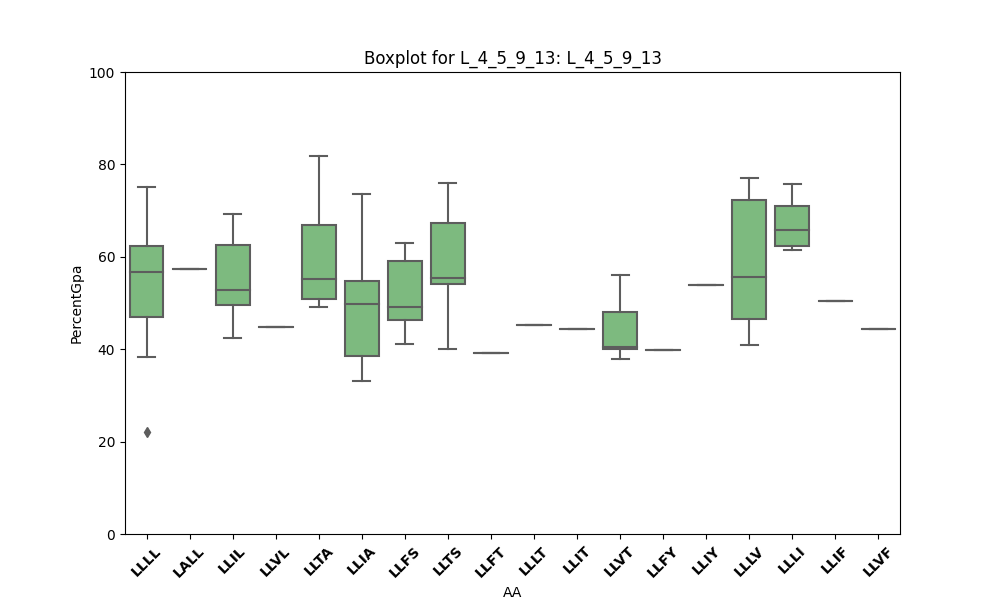 Boxplot for L_4_5_9_13: L_4_5_9_13
PercentGpa
100
80
60
40
20
0
LLLL LALL LLIL LLVL LLTA LLIA LLFS LLTS LLFT LLLT LLIT LLVT LLFY LLIY LLLV LLLI LLIF LLVF
AA